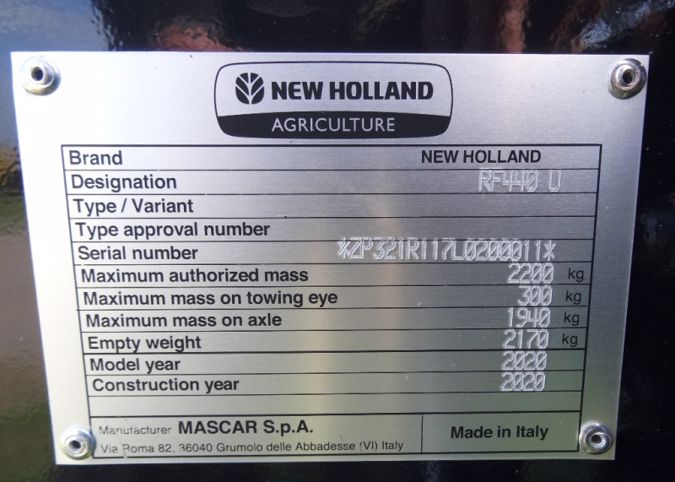 NEW HOLLAND
AGRICULTURE
Brand NEW HOLLAND
Designation RF440 U
Type / Variant
Type approval number
Serial number *ZP321R117L0200011*
Maximum authorized mass 2200 kg
Maximum mass on towing eye 300 kg
Maximum mass on axle 1940 kg
Empty weight 2170 kg
Model year 2020
Construction year 2020
Manufacturer MASCAR S.p.A. Made in Italy
Via Roma 82, 36040 Grumolo delle Abbadesse (VI) Italy